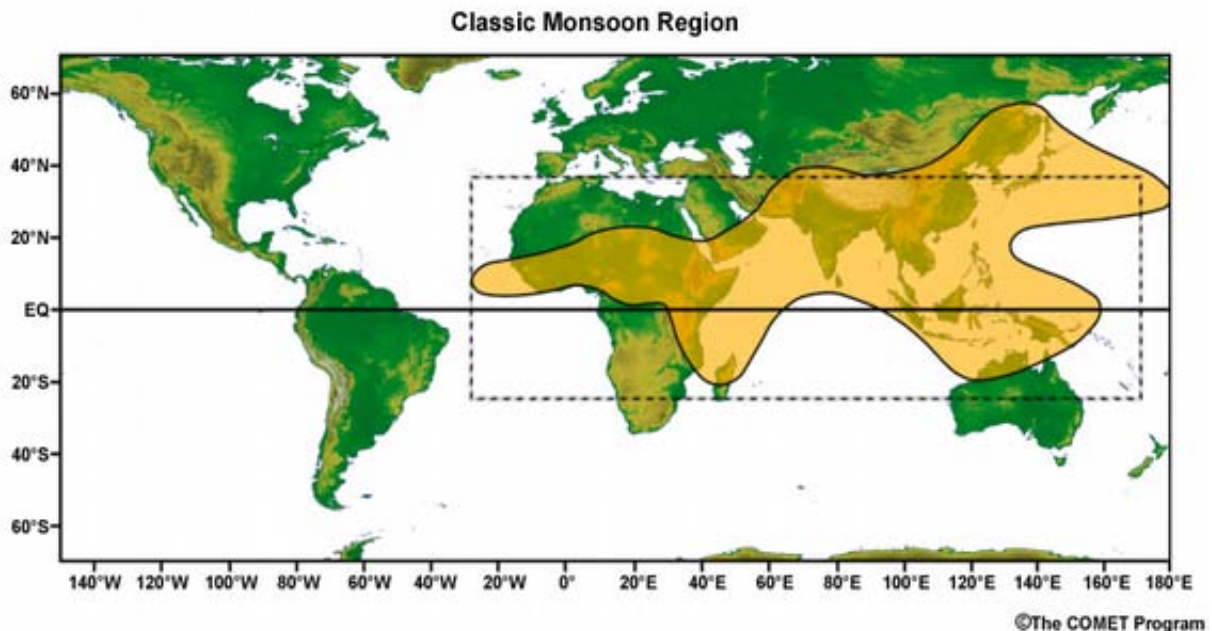 Classic Monsoon Region
60°N
40°N
20°N
EQ
20°S
40°S
60°S
140°W 120°W 100°W 80°W 60°W 40°W 20°W 0° 20°E 40°E 60°E 80°E 100°E 120°E 140°E 160°E 180°E
©The COMET Program